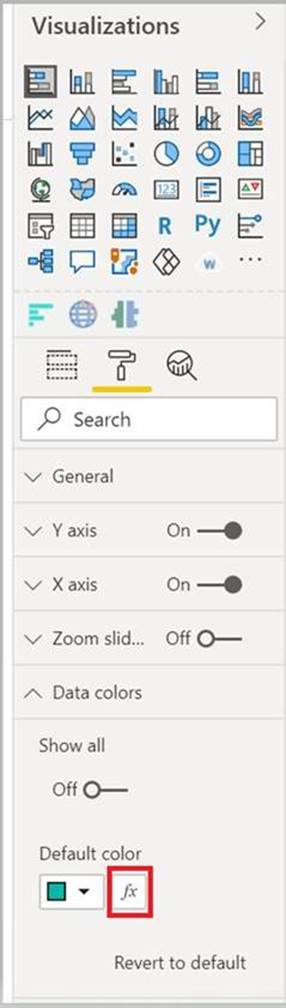 Visualizations
123
R Py
W
Search
General
Y axis On
X axis On
Zoom slid... Off
Data colors
Show all
Off
Default color
fx
Revert to default